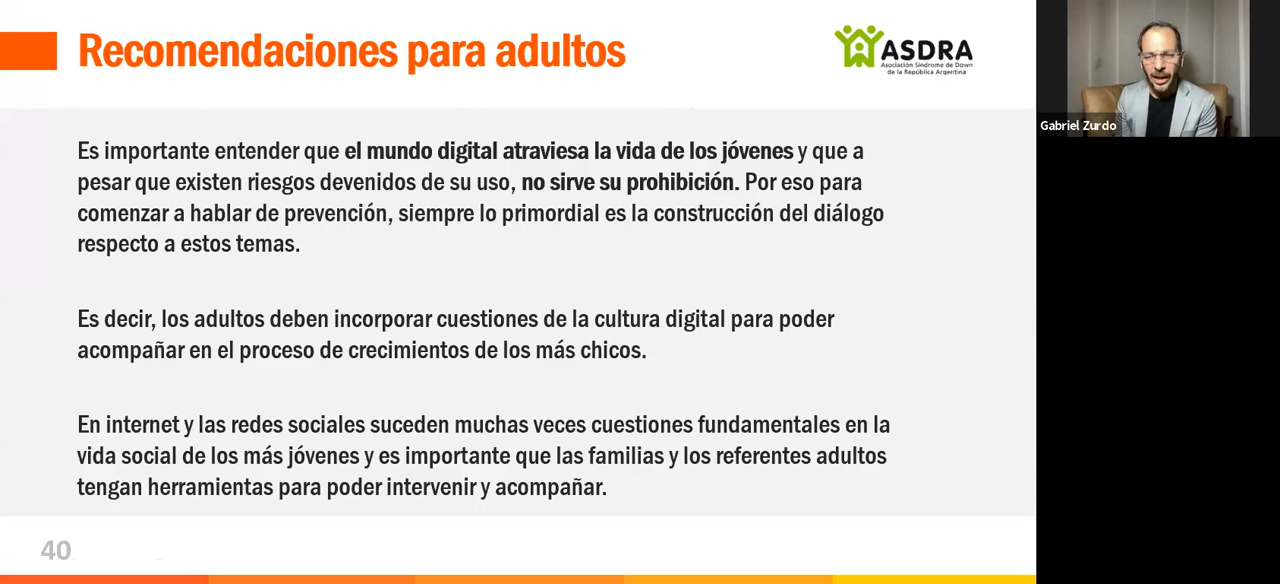 Recomendaciones para adultos
ASDRA
Asociación Síndrome de Down
de la República Argentina
Gabriel Zurdo
Es importante entender que el mundo digital atraviesa la vida de los jóvenes y que a
pesar que existen riesgos devenidos de su uso, no sirve su prohibición. Por eso para
comenzar a hablar de prevención, siempre lo primordial es la construcción del diálogo
respecto a estos temas.
Es decir, los adultos deben incorporar cuestiones de la cultura digital para poder
acompañar en el proceso de crecimientos de los más chicos.
En internet y las redes sociales suceden muchas veces cuestiones fundamentales en la
vida social de los más jóvenes y es importante que las familias y los referentes adultos
tengan herramientas para poder intervenir y acompañar.
40